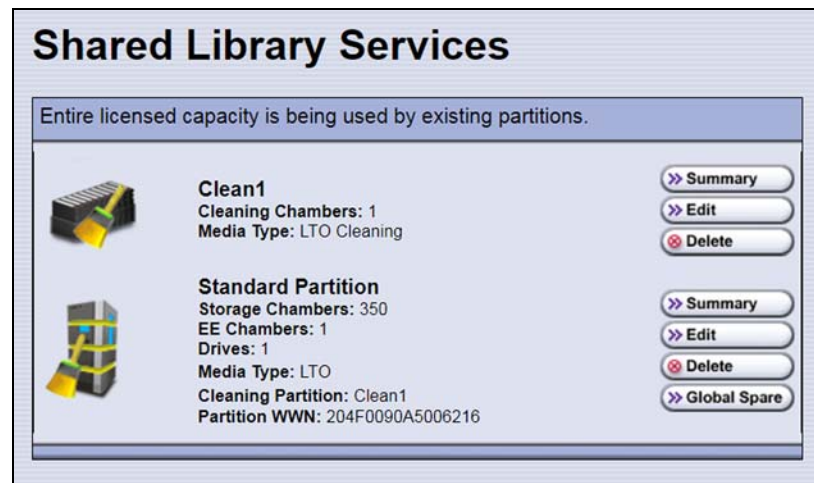 Shared Library Services
Entire licensed capacity is being used by existing partitions.
Clean1
Cleaning Chambers: 1
Media Type: LTO Cleaning
Summary
Edit
Delete
Standard Partition
Storage Chambers: 350
EE Chambers: 1
Drives: 1
Media Type: LTO
Cleaning Partition: Clean1
Partition WWN: 204F0090A5006216
Summary
Edit
Delete
Global Spare